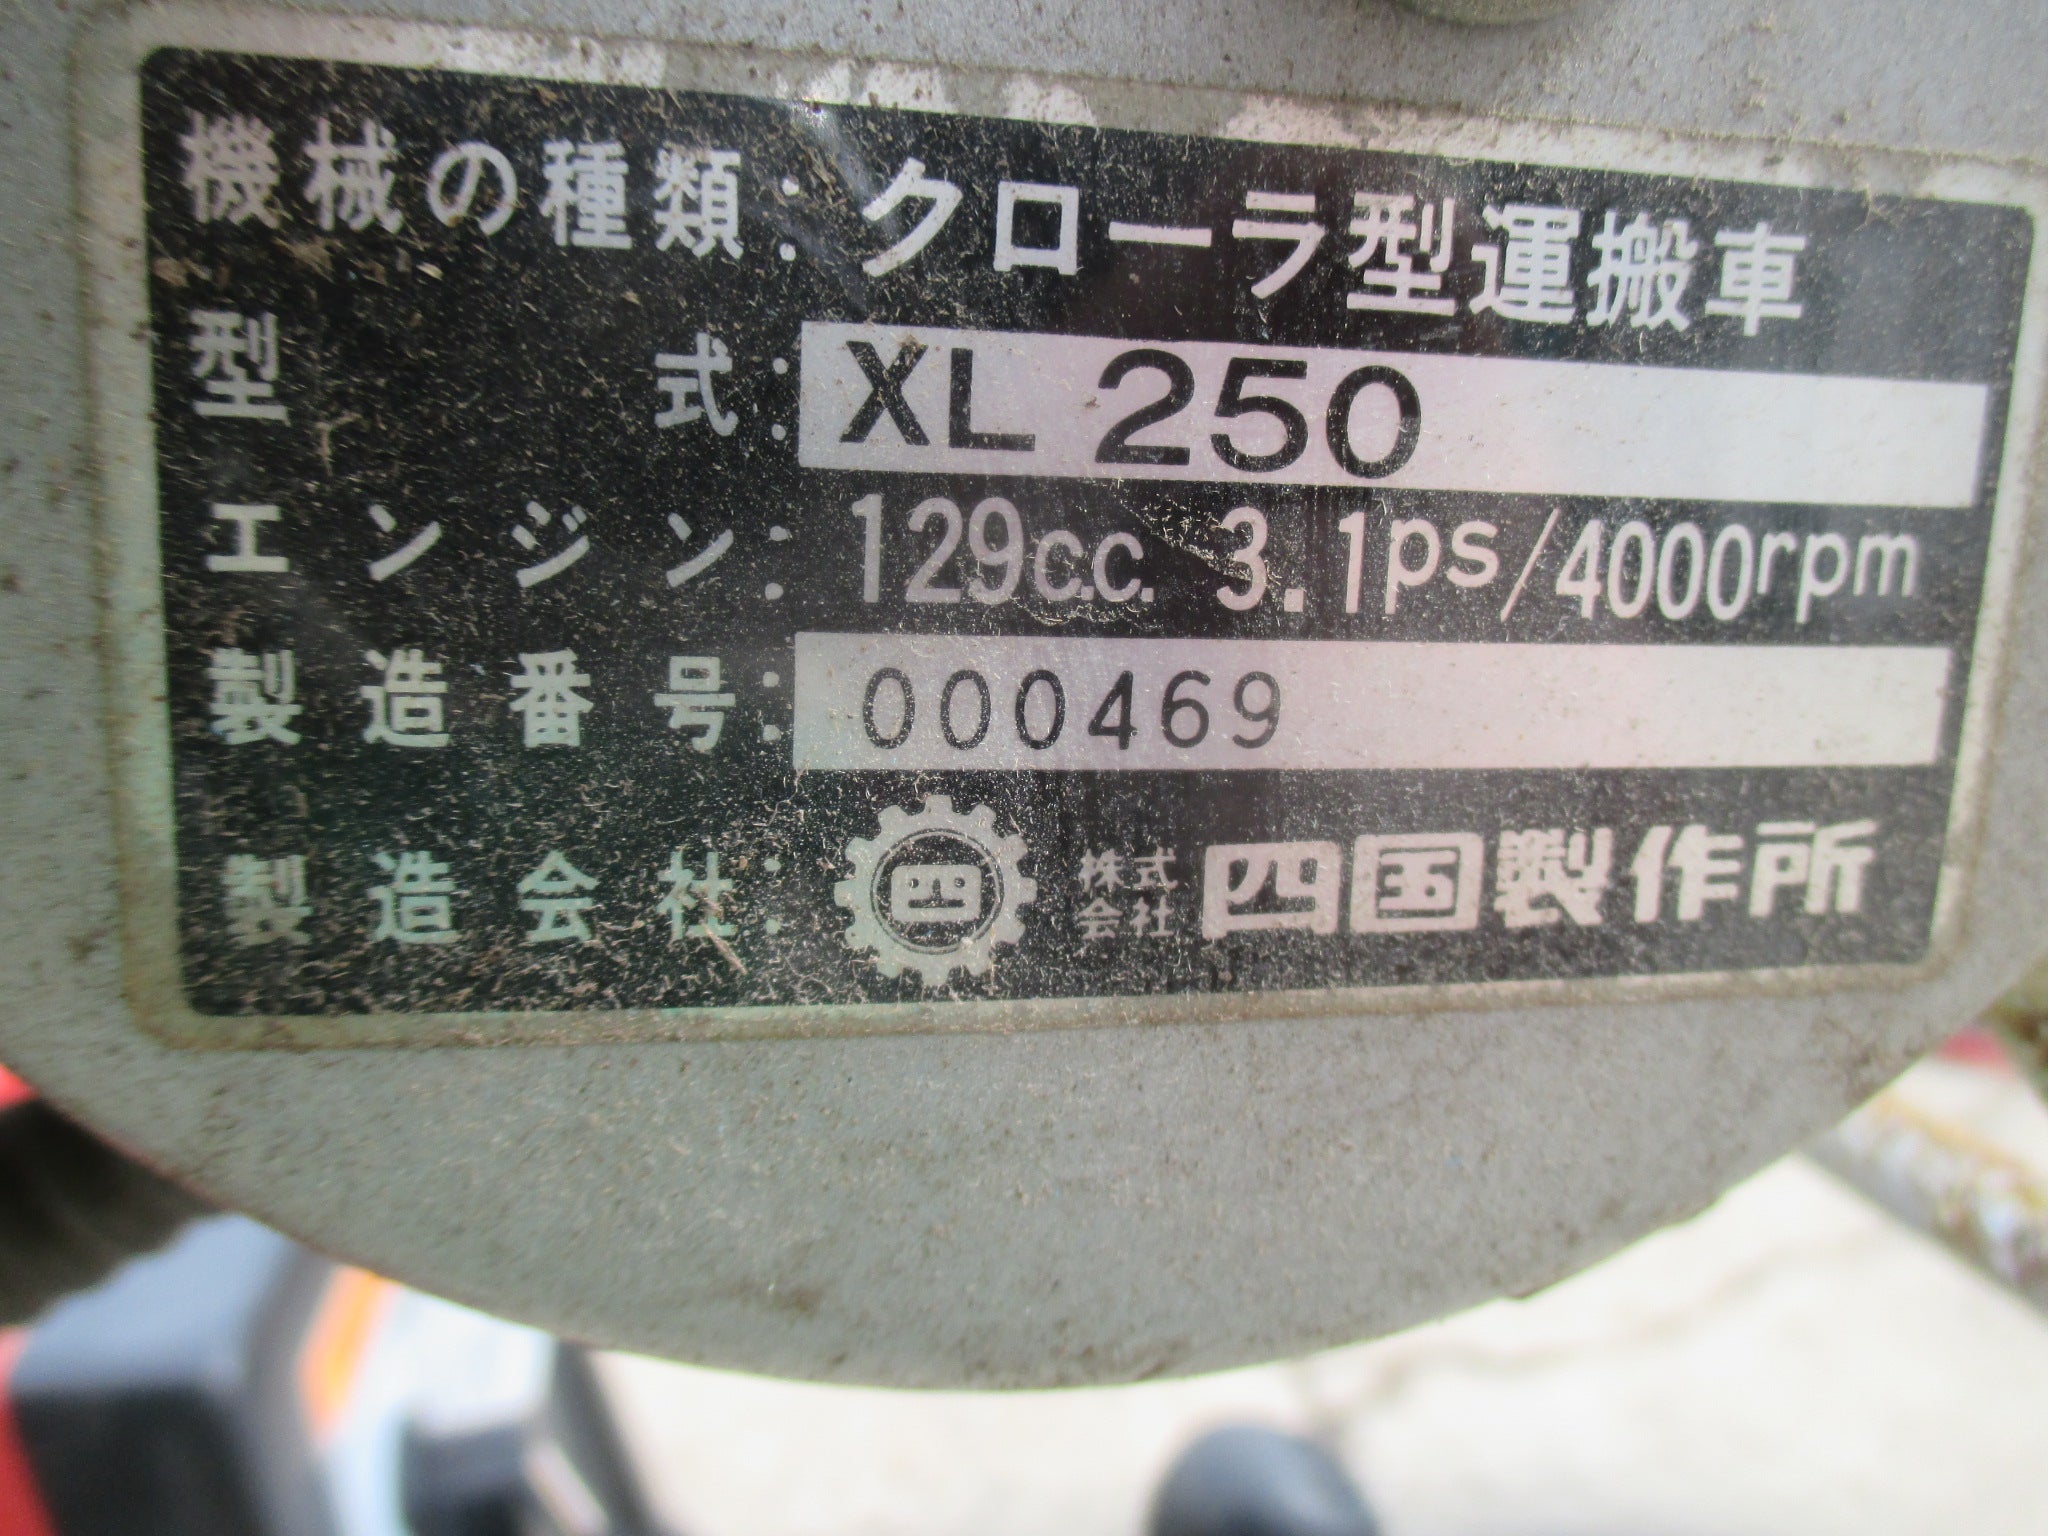 機械の種類：クローラ型運搬車
型式：XL 250
エンジン：129c.c. 3.1ps/4000rpm
製造番号：000469
製造会社：四 株式会社 四国製作所